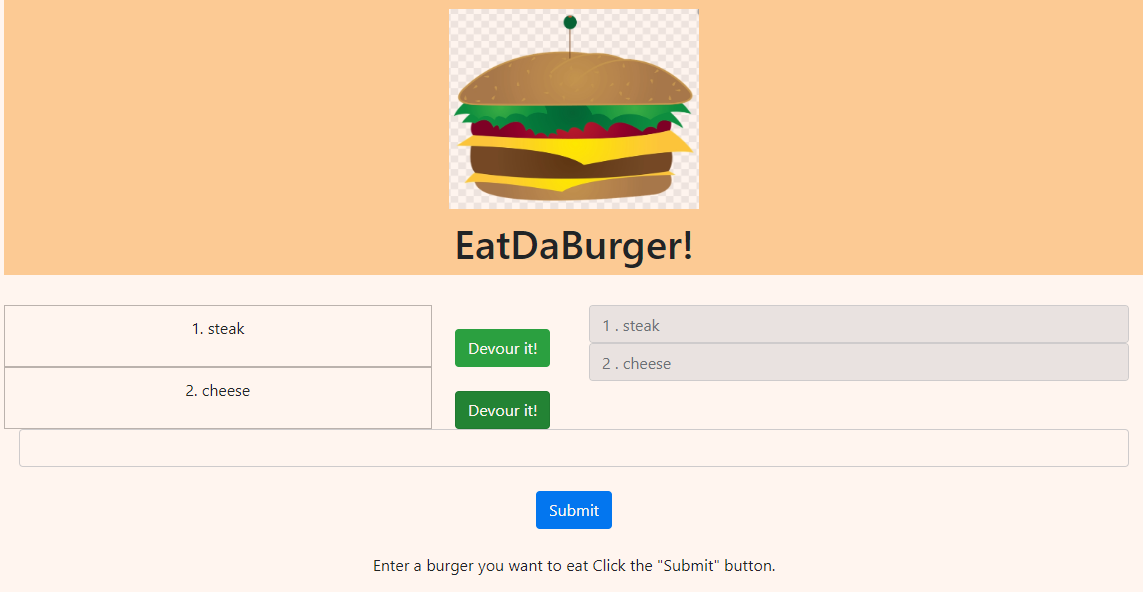 EatDaBurger!
1. steak
Devour it!
1 . steak
2. cheese
Devour it!
2 . cheese
Submit
Enter a burger you want to eat Click the "Submit" button.